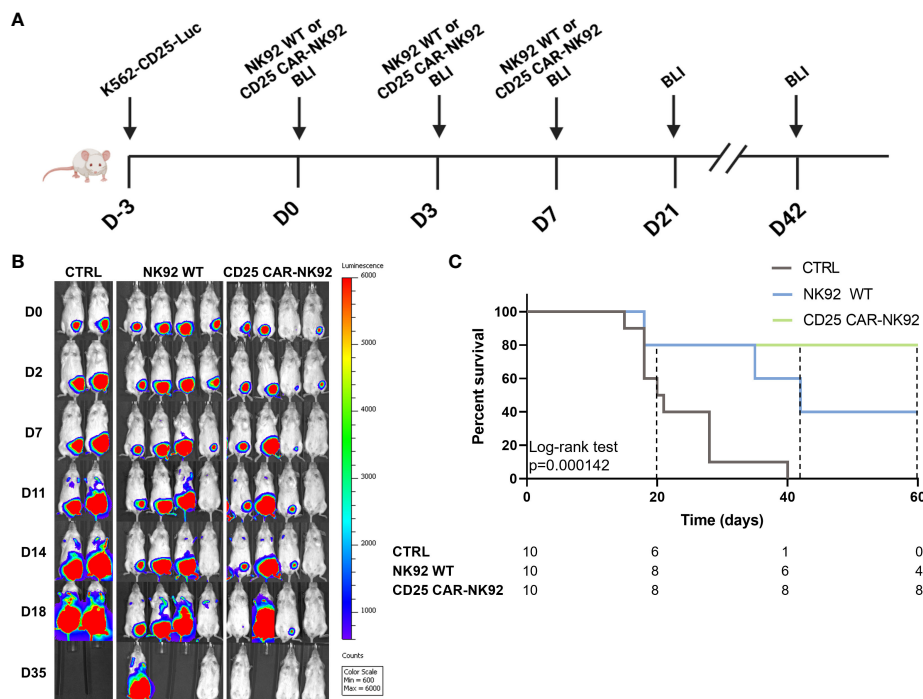 A
K562-CD25-Luc
NK92 WT or
CD25 CAR-NK92
BLI
NK92 WT or
CD25 CAR-NK92
BLI
NK92 WT or
CD25 CAR-NK92
BLI
BLI
BLI
D-3
D0
D3
D7
D21
D42
B
CTRL
NK92 WT
CD25 CAR-NK92
D0
D2
D7
D11
D14
D18
D35
Luminescence
6000
5000
4000
3000
2000
1000
Counts
Color Scale
Min = 600
Max = 6000
C
CTRL
NK92 WT
CD25 CAR-NK92
Percent survival
100
80
60
40
20
0
Log-rank test
p=0.000142
0 20 40 60
Time (days)
CTRL 10 6 1 0
NK92 WT 10 8 6 4
CD25 CAR-NK92 10 8 8 8